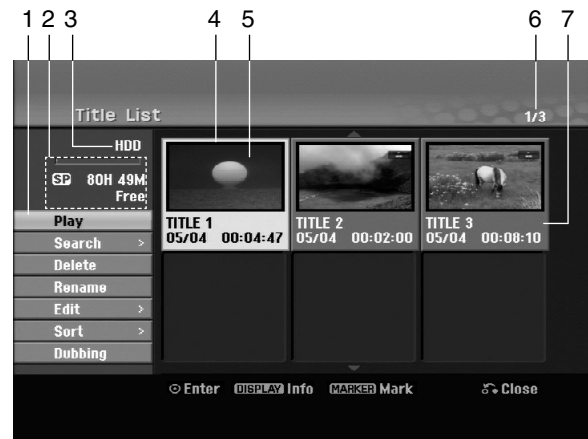 1 2 3 4 5 6 7
Title List
1/3
HDD
SP 80H 49M
Free
Play
Search >
Delete
Rename
Edit >
Sort >
Dubbing
TITLE 1
05/04 00:04:47
TITLE 2
05/04 00:02:00
TITLE 3
05/04 00:08:10
Enter DISPLAY Info MARKER Mark Close